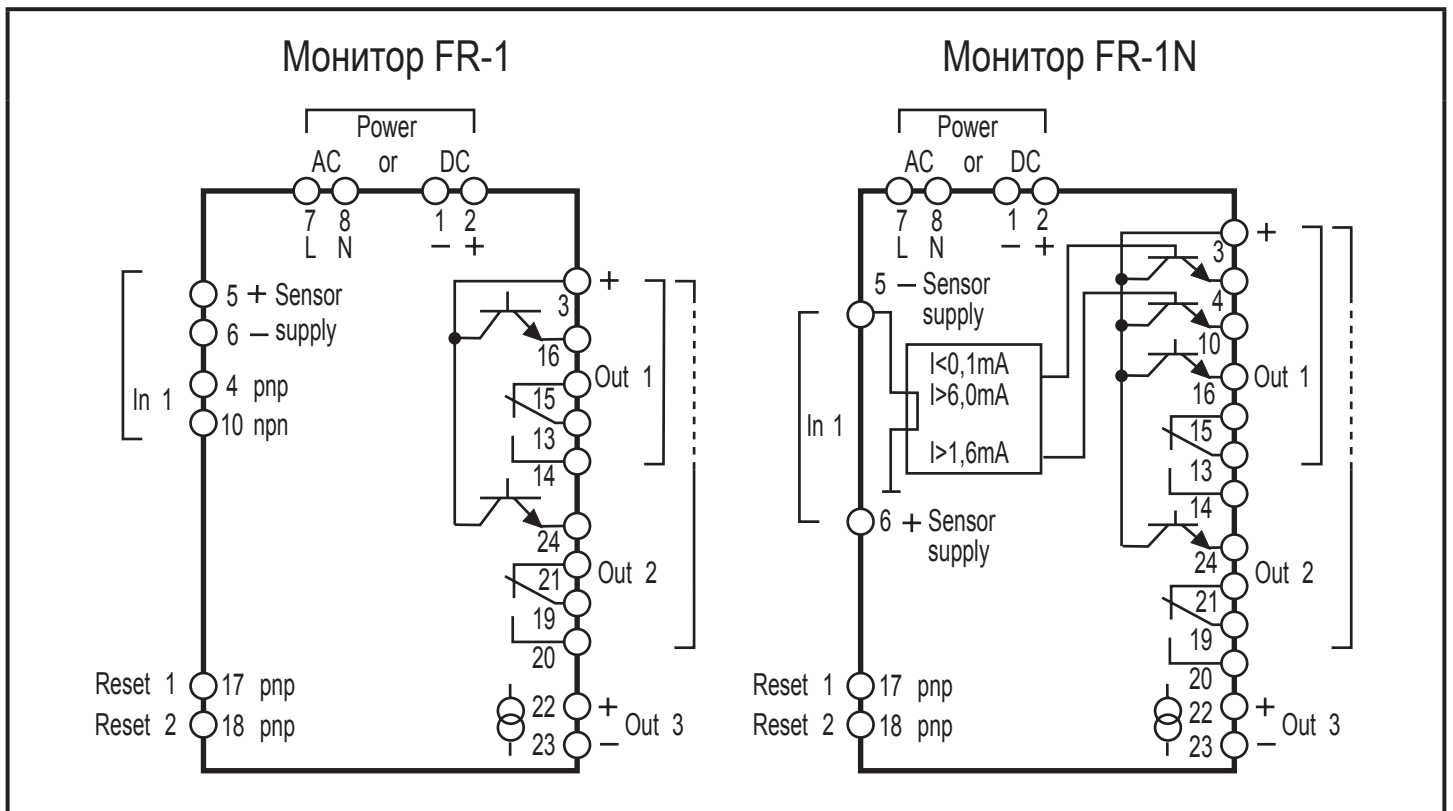 Монитор FR-1
Power
AC or DC
7 8 1 2
L N − +
5 + Sensor
6 − supply
In 1
4 pnp
10 npn
3 +
16
Out 1
15
13
14
24
21
Out 2
19
20
Reset 1 17 pnp
Reset 2 18 pnp
22 +
Out 3
23 −
Монитор FR-1N
Power
AC or DC
7 8 1 2
L N − +
3 +
5 − Sensor
supply
4
10
I<0,1mA
I>6,0mA
Out 1
16
In 1
15
I>1,6mA
13
14
6 + Sensor
supply
24
Out 2
21
19
20
Reset 1 17 pnp
Reset 2 18 pnp
22 +
Out 3
23 −